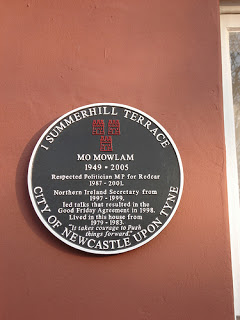 1 SUMMERHILL TERRACE
MO MOWLAM
1949 • 2005
Respected Politician MP for Redcar
1987 - 2001.
Northern Ireland Secretary from
1997 - 1999,
led talks that resulted in the
Good Friday Agreement in 1998.
Lived in this house from
1979 - 1983.
"It takes courage to Push
things forward."
CITY OF NEWCASTLE UPON TYNE